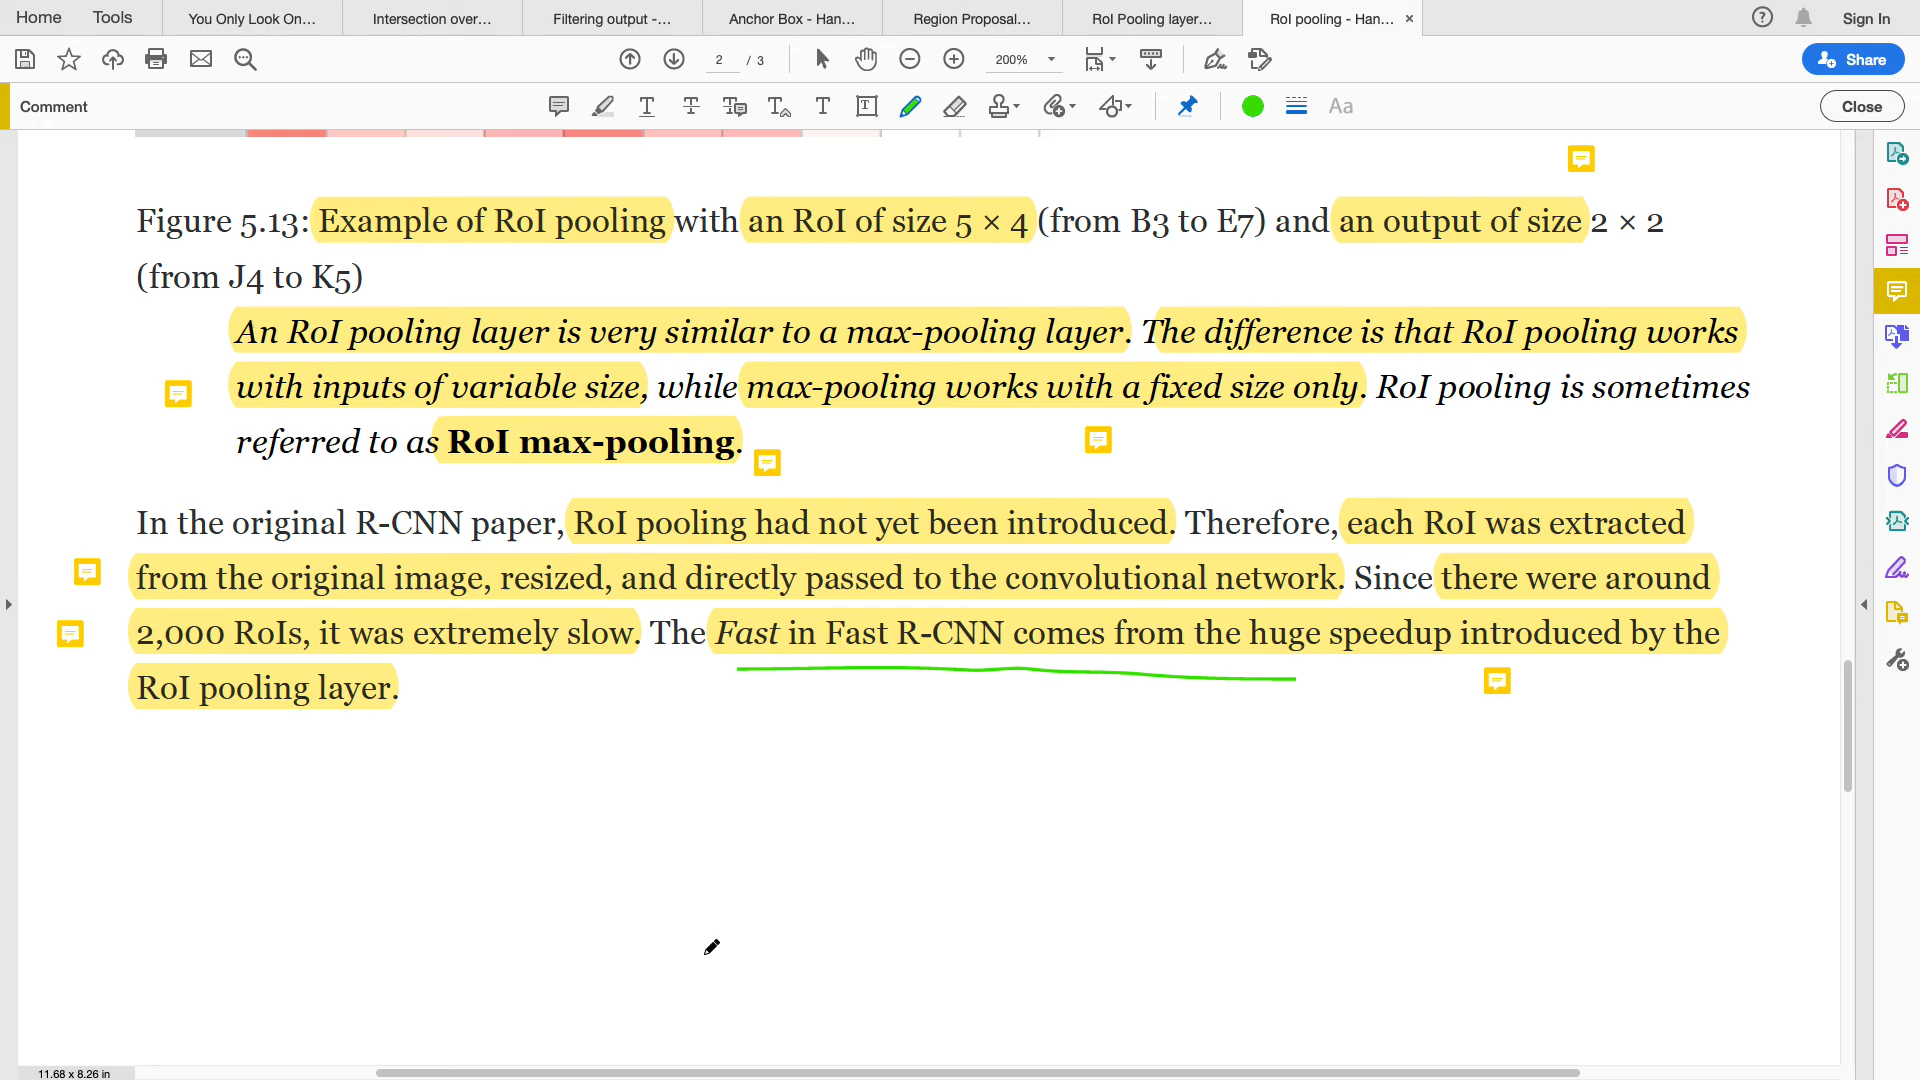 Home Tools You Only Look On... Intersection over... Filtering output -... Anchor Box - Han... Region Proposal... RoI Pooling layer... RoI pooling - Han... × Sign In
2 / 3 200% Share
Comment Aa Close
Figure 5.13: Example of RoI pooling with an RoI of size 5 × 4 (from B3 to E7) and an output of size 2 × 2
(from J4 to K5)
An RoI pooling layer is very similar to a max-pooling layer. The difference is that RoI pooling works
with inputs of variable size, while max-pooling works with a fixed size only. RoI pooling is sometimes
referred to as RoI max-pooling.
In the original R-CNN paper, RoI pooling had not yet been introduced. Therefore, each RoI was extracted
from the original image, resized, and directly passed to the convolutional network. Since there were around
2,000 RoIs, it was extremely slow. The Fast in Fast R-CNN comes from the huge speedup introduced by the
RoI pooling layer.
11.68 x 8.26 in